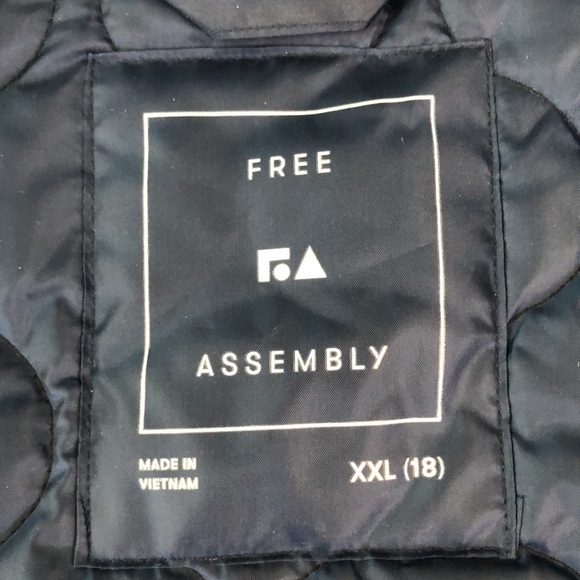 FREE
ASSEMBLY
MADE IN
VIETNAM
XXL (18)